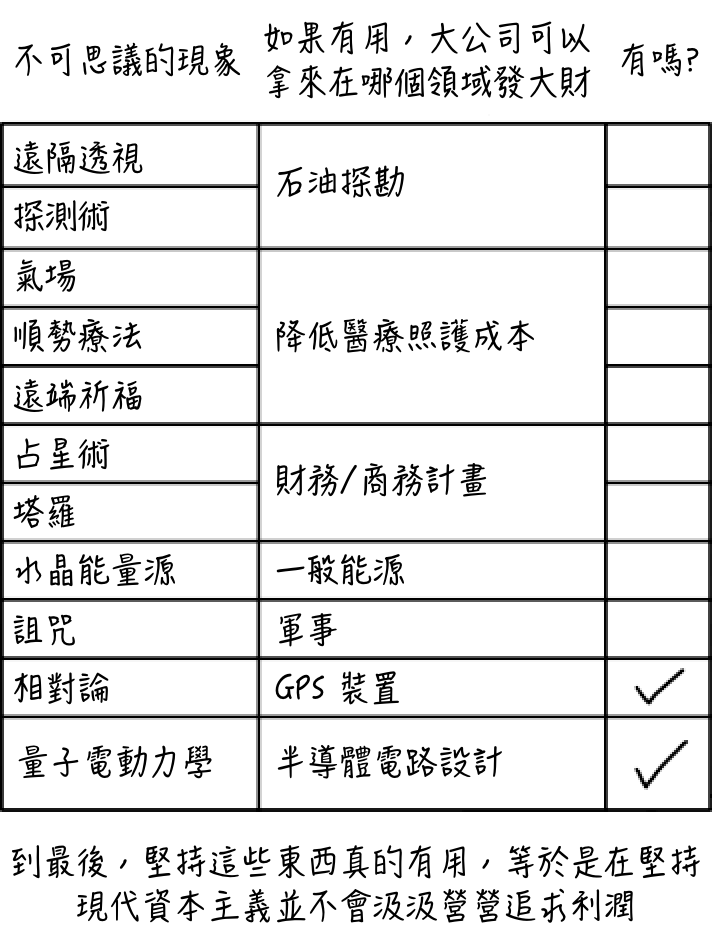 不可思議的現象
如果有用，大公司可以
拿來在哪個領域發大財
有嗎?
遠隔透視
石油探勘
探測術
氣場
降低醫療照護成本
順勢療法
遠端祈福
占星術
財務/商務計畫
塔羅
水晶能量源
一般能源
詛咒
軍事
相對論
GPS 裝置
量子電動力學
半導體電路設計
到最後，堅持這些東西真的有用，等於是在堅持
現代資本主義並不會汲汲營營追求利潤